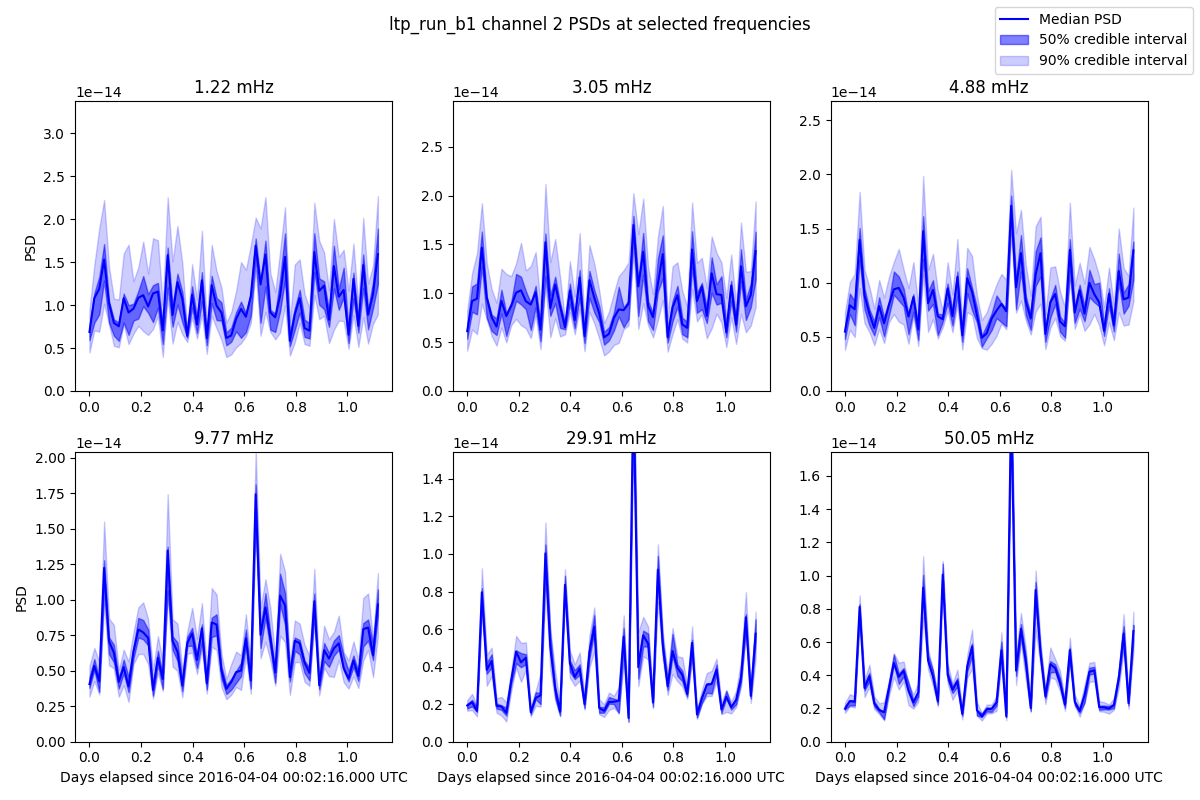 ltp_run_b1 channel 2 PSDs at selected frequencies
Median PSD
50% credible interval
90% credible interval
1e−14
1.22 mHz
PSD
3.0
2.5
2.0
1.5
1.0
0.5
0.0
0.0 0.2 0.4 0.6 0.8 1.0
1e−14
3.05 mHz
2.5
2.0
1.5
1.0
0.5
0.0
0.0 0.2 0.4 0.6 0.8 1.0
1e−14
4.88 mHz
2.5
2.0
1.5
1.0
0.5
0.0
0.0 0.2 0.4 0.6 0.8 1.0
1e−14
9.77 mHz
PSD
2.00
1.75
1.50
1.25
1.00
0.75
0.50
0.25
0.00
0.0 0.2 0.4 0.6 0.8 1.0
Days elapsed since 2016-04-04 00:02:16.000 UTC
1e−14
29.91 mHz
1.4
1.2
1.0
0.8
0.6
0.4
0.2
0.0
0.0 0.2 0.4 0.6 0.8 1.0
Days elapsed since 2016-04-04 00:02:16.000 UTC
1e−14
50.05 mHz
1.6
1.4
1.2
1.0
0.8
0.6
0.4
0.2
0.0
0.0 0.2 0.4 0.6 0.8 1.0
Days elapsed since 2016-04-04 00:02:16.000 UTC